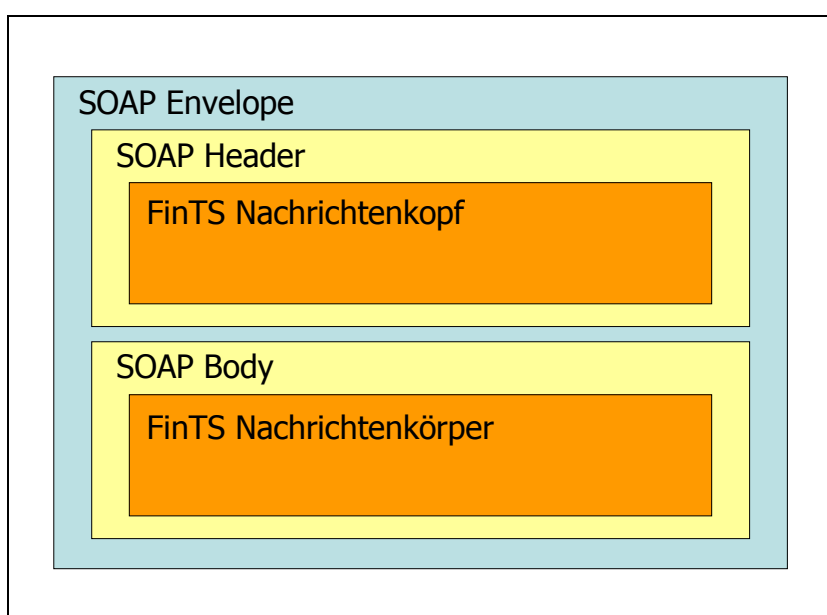 SOAP Envelope
SOAP Header
FinTS Nachrichtenkopf
SOAP Body
FinTS Nachrichtenkörper